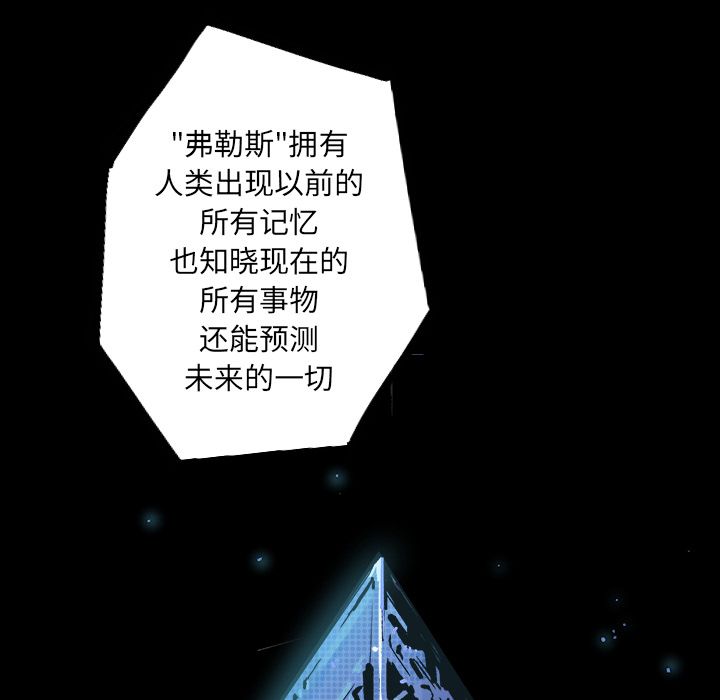 "弗勒斯"拥有
人类出现以前的
所有记忆
也知晓现在的
所有事物
还能预测
未来的一切